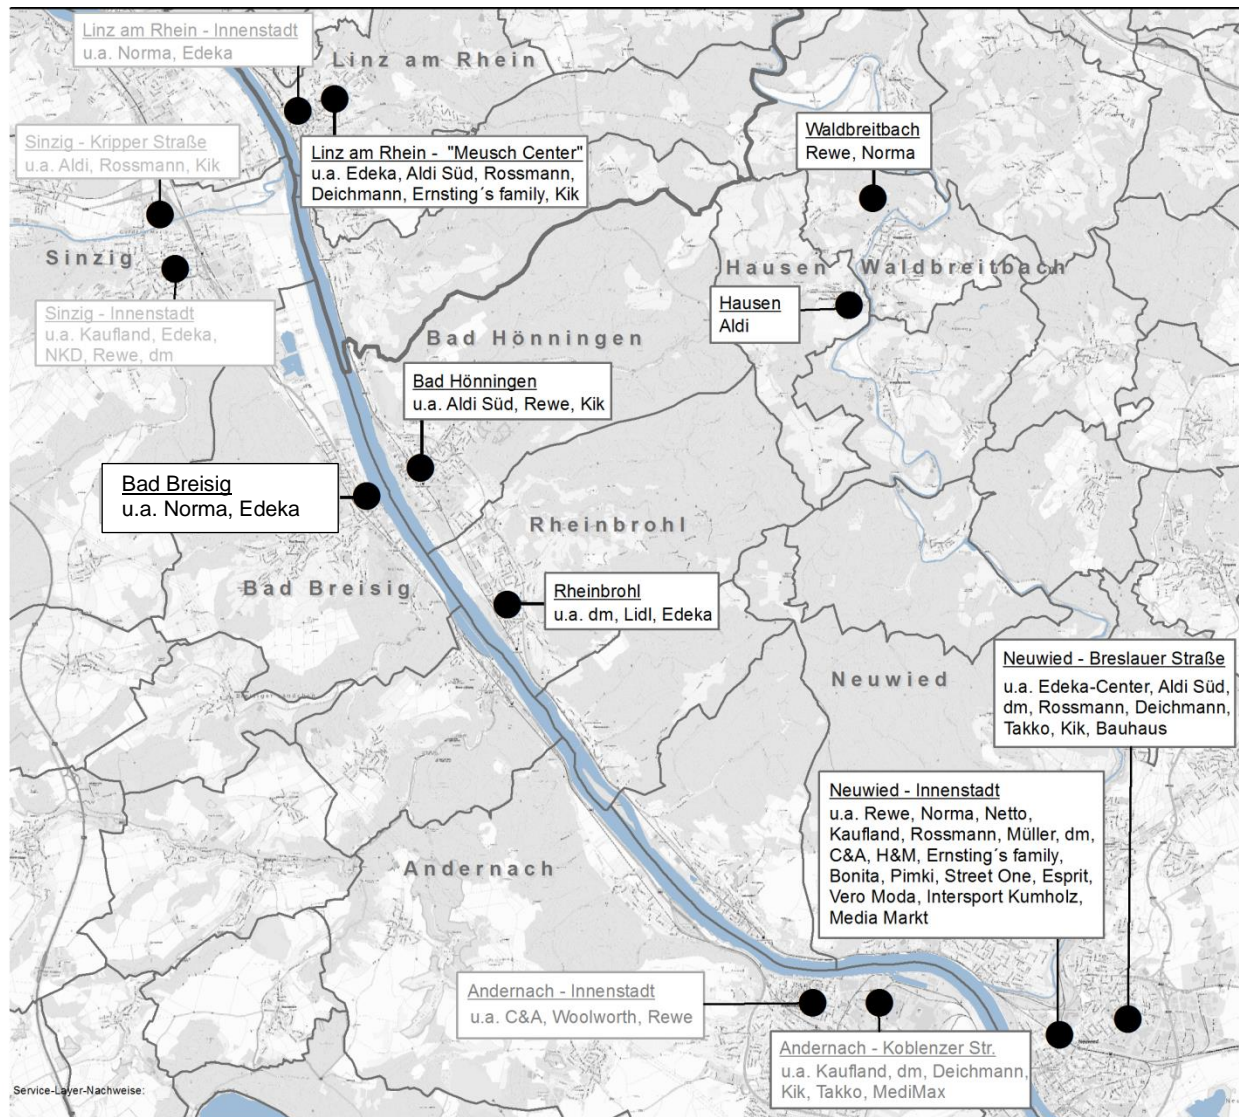 Linz am Rhein - Innenstadt
u.a. Norma, Edeka
Linz am Rhein
Sinzig - Kripper Straße
u.a. Aldi, Rossmann, Kik
Linz am Rhein - "Meusch Center"
u.a. Edeka, Aldi Süd, Rossmann,
Deichmann, Ernsting´s family, Kik
Waldbreitbach
Rewe, Norma
Sinzig
Hausen
Waldbreitbach
Sinzig - Innenstadt
u.a. Kaufland, Edeka,
NKD, Rewe, dm
Hausen
Aldi
Bad Hönningen
Bad Hönningen
u.a. Aldi Süd, Rewe, Kik
Bad Breisig
u.a. Norma, Edeka
Rheinbrohl
Bad Breisig
Rheinbrohl
u.a. dm, Lidl, Edeka
Neuwied
Neuwied - Breslauer Straße
u.a. Edeka-Center, Aldi Süd,
dm, Rossmann, Deichmann,
Takko, Kik, Bauhaus
Neuwied - Innenstadt
u.a. Rewe, Norma, Netto,
Kaufland, Rossmann, Müller, dm,
C&A, H&M, Ernsting´s family,
Bonita, Pimki, Street One, Esprit,
Vero Moda, Intersport Kumholz,
Media Markt
Andernach
Andernach - Innenstadt
u.a. C&A, Woolworth, Rewe
Andernach - Koblenzer Str.
u.a. Kaufland, dm, Deichmann,
Kik, Takko, MediMax
Service-Layer-Nachweise: